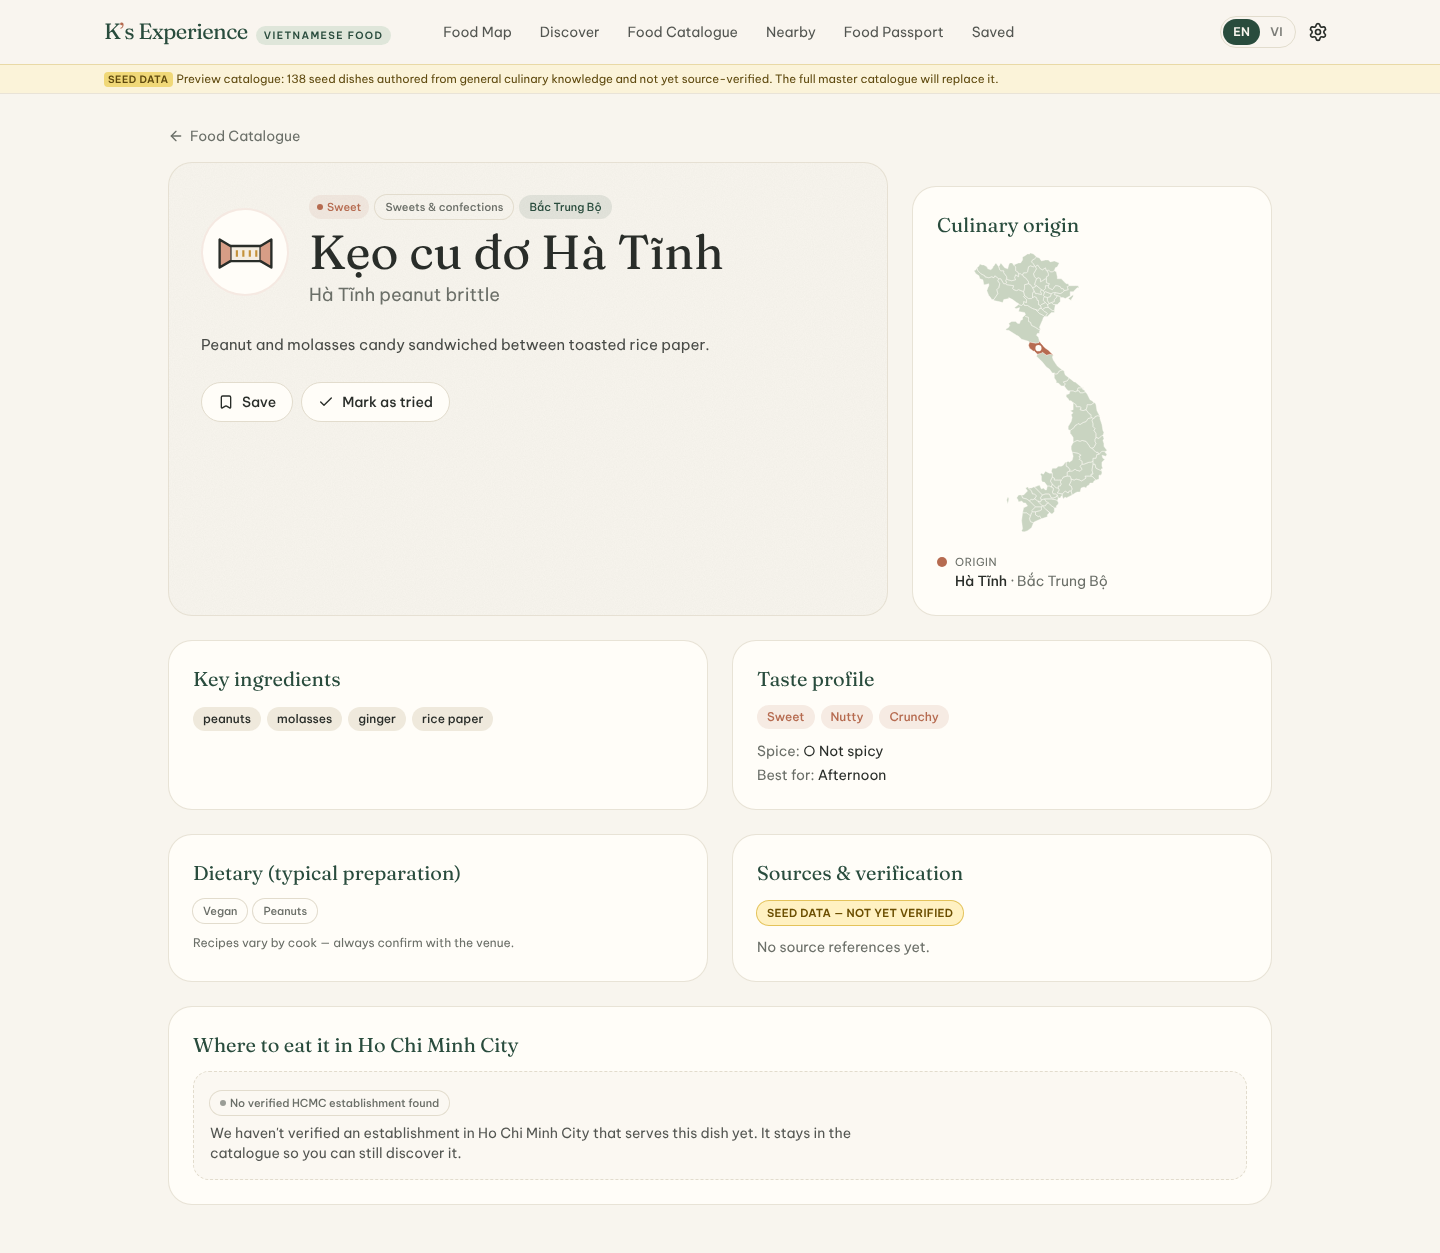 K's Experience VIETNAMESE FOOD
Food Map Discover Food Catalogue Nearby Food Passport Saved
EN VI
SEED DATA Preview catalogue: 138 seed dishes authored from general culinary knowledge and not yet source-verified. The full master catalogue will replace it.
Food Catalogue
Sweet Sweets & confections Bắc Trung Bộ
Kẹo cu đơ Hà Tĩnh
Hà Tĩnh peanut brittle
Peanut and molasses candy sandwiched between toasted rice paper.
Save Mark as tried
Culinary origin
ORIGIN
Hà Tĩnh · Bắc Trung Bộ
Key ingredients
peanuts molasses ginger rice paper
Taste profile
Sweet Nutty Crunchy
Spice: Not spicy
Best for: Afternoon
Dietary (typical preparation)
Vegan Peanuts
Recipes vary by cook — always confirm with the venue.
Sources & verification
SEED DATA — NOT YET VERIFIED
No source references yet.
Where to eat it in Ho Chi Minh City
No verified HCMC establishment found
We haven't verified an establishment in Ho Chi Minh City that serves this dish yet. It stays in the
catalogue so you can still discover it.